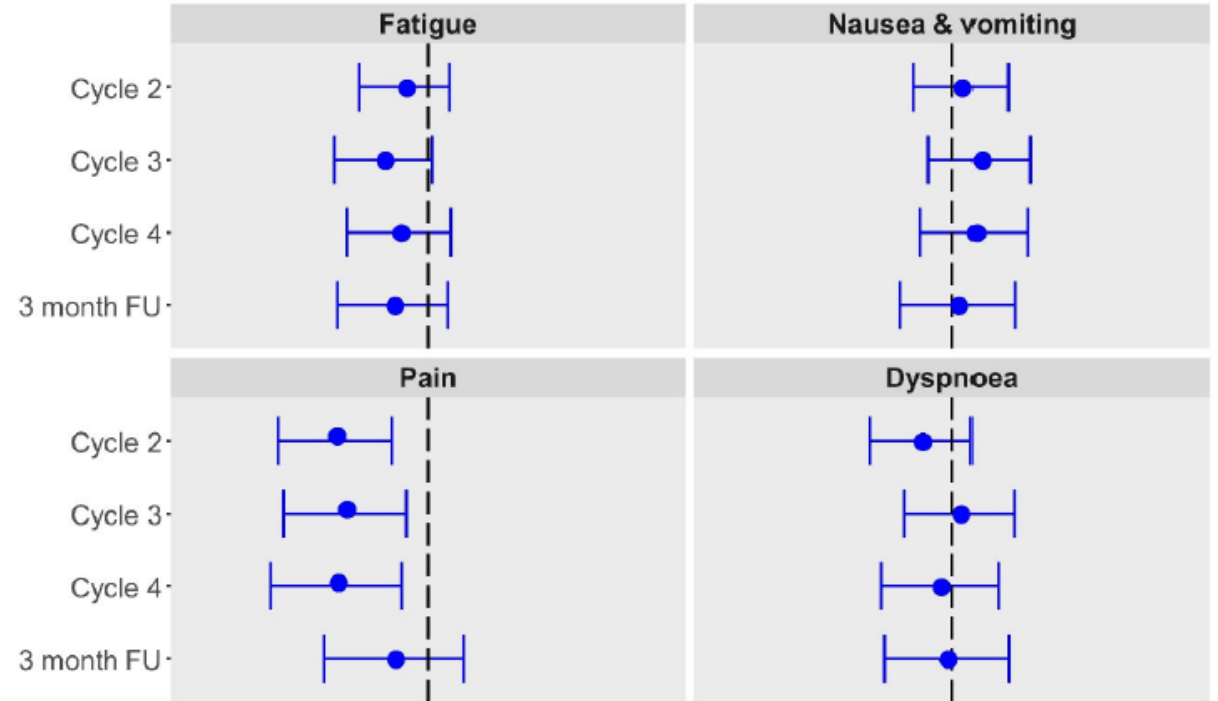 Fatigue
Nausea & vomiting
Cycle 2
Cycle 3
Cycle 4
3 month FU
Pain
Dyspnoea
Cycle 2
Cycle 3
Cycle 4
3 month FU